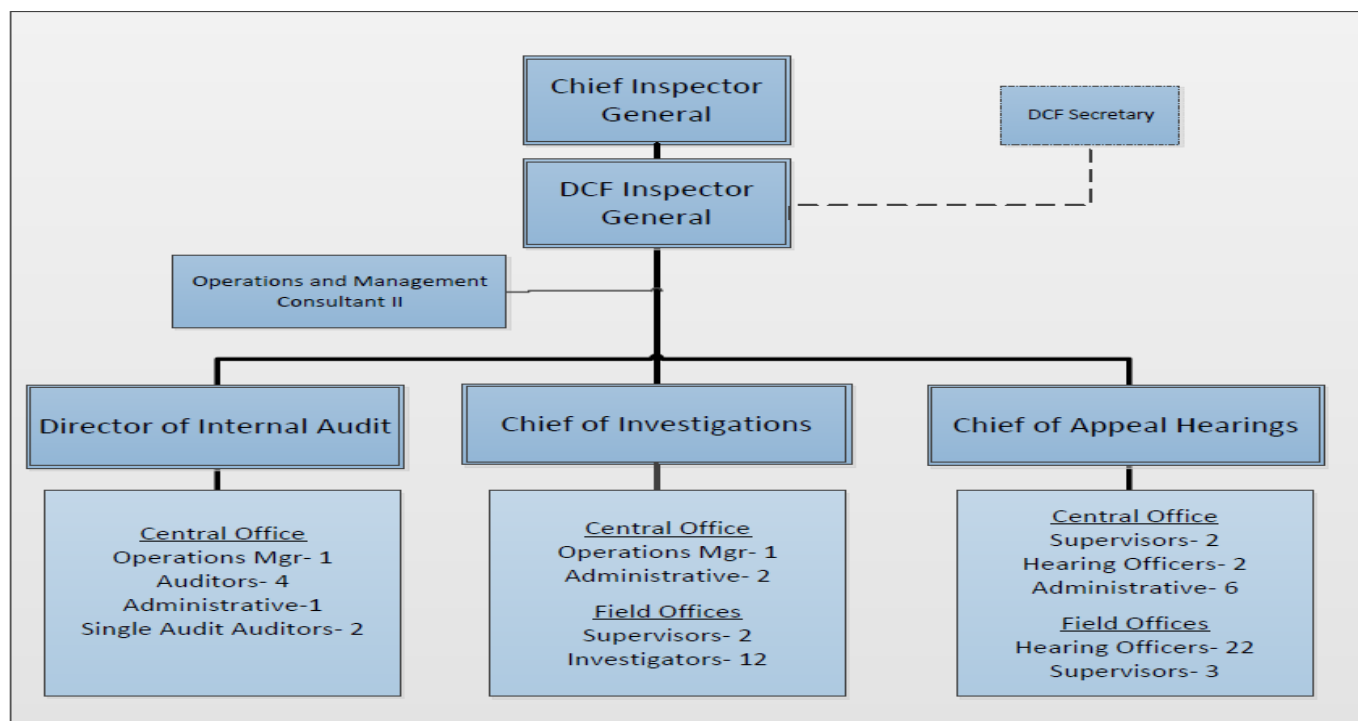 Chief Inspector
General
DCF Secretary
DCF Inspector
General
Operations and Management
Consultant II
Director of Internal Audit
Chief of Investigations
Chief of Appeal Hearings
Central Office
Operations Mgr- 1
Auditors- 4
Administrative-1
Single Audit Auditors- 2
Central Office
Operations Mgr- 1
Administrative- 2
Field Offices
Supervisors- 2
Investigators- 12
Central Office
Supervisors- 2
Hearing Officers- 2
Administrative- 6
Field Offices
Hearing Officers- 22
Supervisors- 3